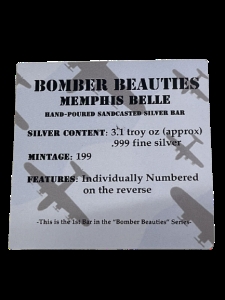 BOMBER BEAUTIES
MEMPHIS BELLE
HAND-POURED SANDCASTED SILVER BAR
SILVER CONTENT: 3.1 troy oz (approx)
.999 fine silver
MINTAGE: 199
FEATURES: Individually Numbered
on the reverse
-This is the 1st Bar in the "Bomber Beauties" Series-